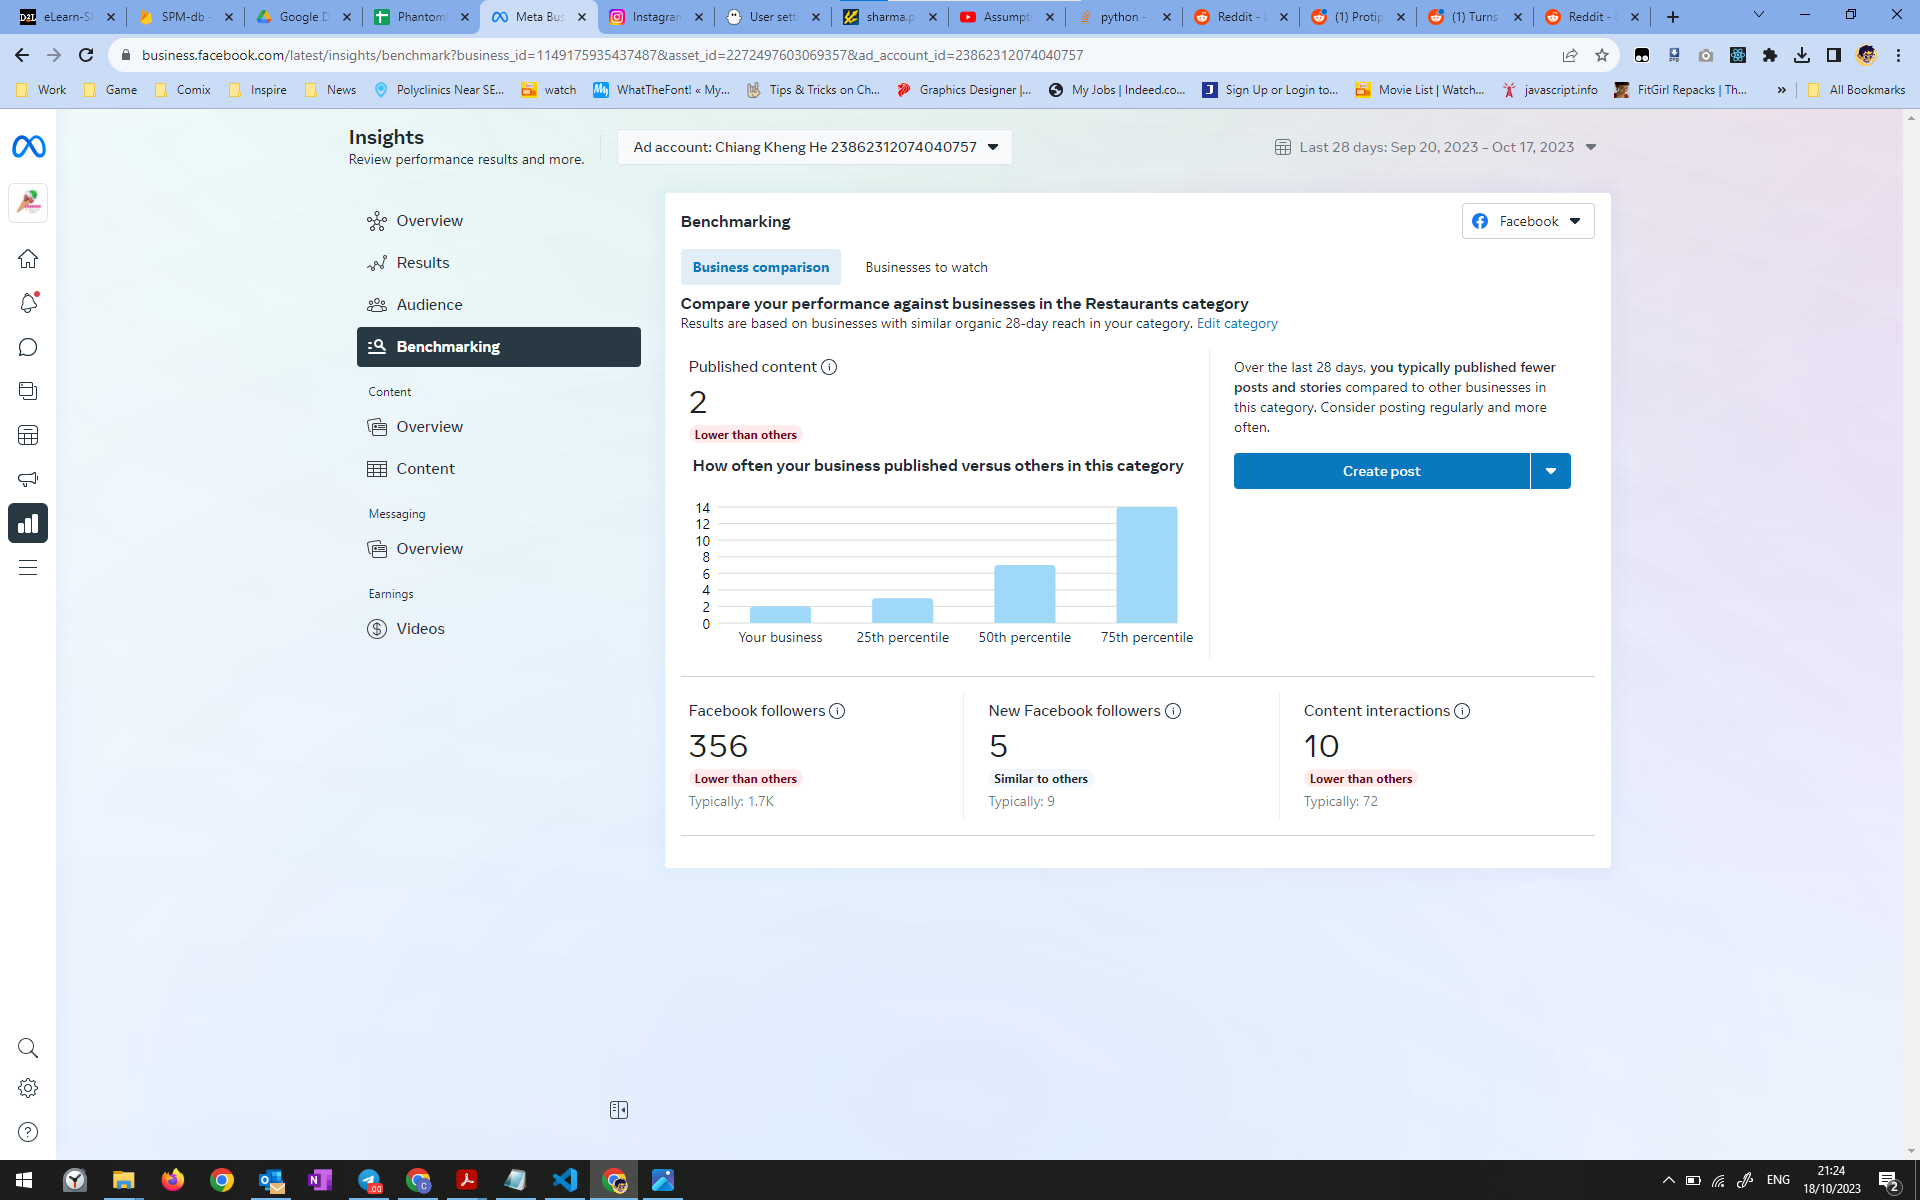 eLearn-SI
SPM-db -
Google D
Phantom
Meta Bus
Instagran
User sett
sharma.p
Assumpti
python -
Reddit -
(1) Protip
(1) Turns
Reddit -
business.facebook.com/latest/insights/benchmark?business_id=1149175935437487&asset_id=2272497603069357&ad_account_id=23862312074040757
Work
Game
Comix
Inspire
News
Polyclinics Near SE...
watch
WhatTheFont! « My...
Tips & Tricks on Ch...
Graphics Designer |...
My Jobs | Indeed.co...
Sign Up or Login to...
Movie List | Watch...
javascript.info
FitGirl Repacks | Th...
»
All Bookmarks
Insights
Review performance results and more.
Ad account: Chiang Kheng He 23862312074040757
Last 28 days: Sep 20, 2023 – Oct 17, 2023
Overview
Results
Audience
Benchmarking
Content
Overview
Content
Messaging
Overview
Earnings
Videos
Benchmarking
Facebook
Business comparison
Businesses to watch
Compare your performance against businesses in the Restaurants category
Results are based on businesses with similar organic 28-day reach in your category. Edit category
Published content
2
Lower than others
How often your business published versus others in this category
14
12
10
8
6
4
2
0
Your business
25th percentile
50th percentile
75th percentile
Over the last 28 days, you typically published fewer
posts and stories compared to other businesses in
this category. Consider posting regularly and more
often.
Create post
Facebook followers
356
Lower than others
Typically: 1.7K
New Facebook followers
5
Similar to others
Typically: 9
Content interactions
10
Lower than others
Typically: 72
ENG
21:24
18/10/2023
2